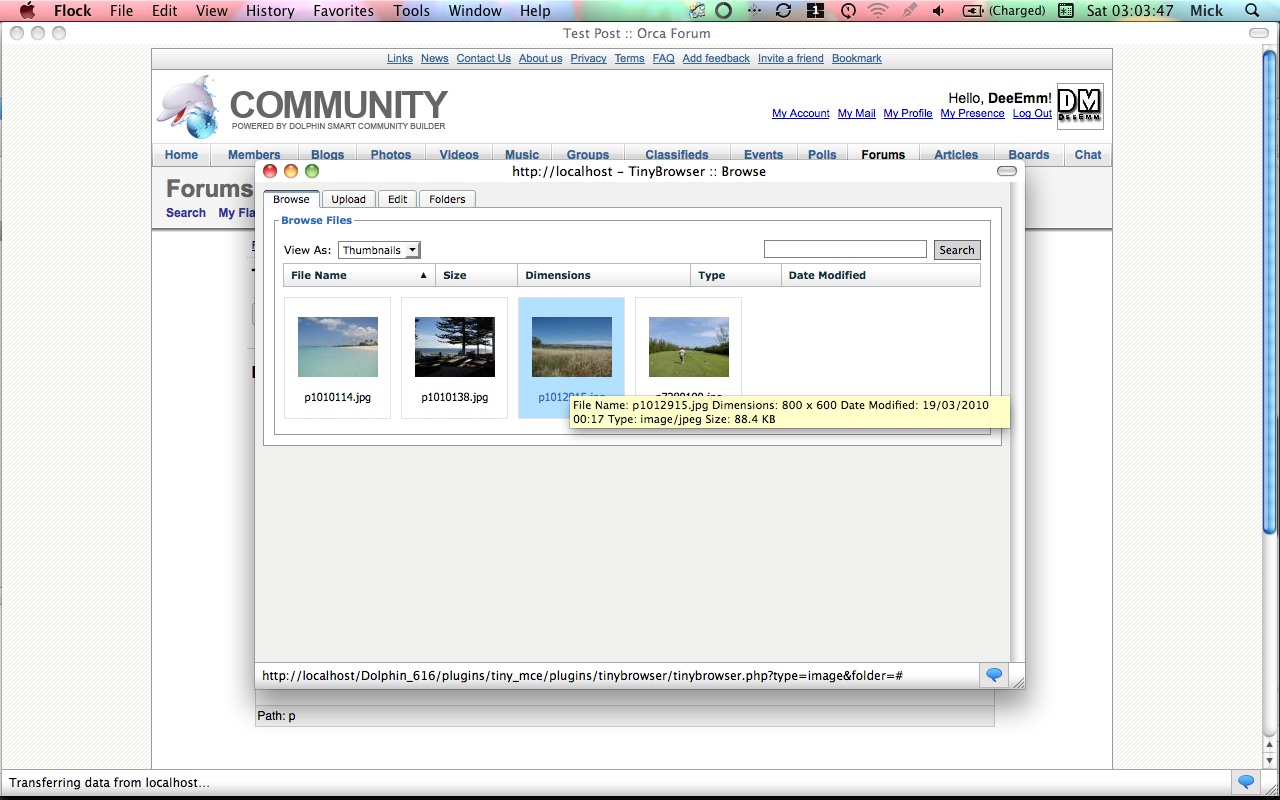 Flock File Edit View History Favorites Tools Window Help 1 (Charged) Sat 03:03:47 Mick
Test Post :: Orca Forum
Links News Contact Us About us Privacy Terms FAQ Add feedback Invite a friend Bookmark
COMMUNITY
POWERED BY DOLPHIN SMART COMMUNITY BUILDER
Hello, DeeEmm!
My Account My Mail My Profile My Presence Log Out
DM
DEEEMM
Home Members Blogs Photos Videos Music Groups Classifieds Events Polls Forums Articles Boards Chat
http://localhost – TinyBrowser :: Browse
Forums
Search My Fla
Browse Upload Edit Folders
Browse Files
View As: Thumbnails Search
File Name Size Dimensions Type Date Modified
p1010114.jpg p1010138.jpg p1012915.jpg
File Name: p1012915.jpg Dimensions: 800 x 600 Date Modified: 19/03/2010
00:17 Type: image/jpeg Size: 88.4 KB
http://localhost/Dolphin_616/plugins/tiny_mce/plugins/tinybrowser/tinybrowser.php?type=image&folder=#
Path: p
Transferring data from localhost...